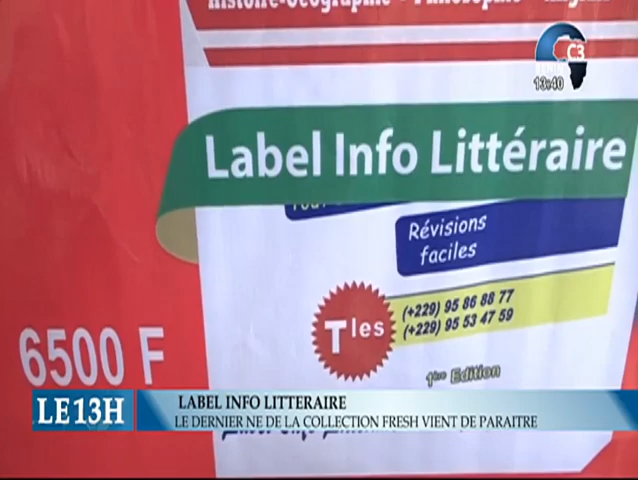 Histoire-Géographie - Philosophie - Anglais
C3
13:40
Label Info Littéraire
Tout
Révisions
faciles
Tles
(+229) 95 86 88 77
(+229) 95 53 47 59
1ère Edition
6500 F
LE13H
LABEL INFO LITTERAIRE
LE DERNIER NE DE LA COLLECTION FRESH VIENT DE PARAITRE